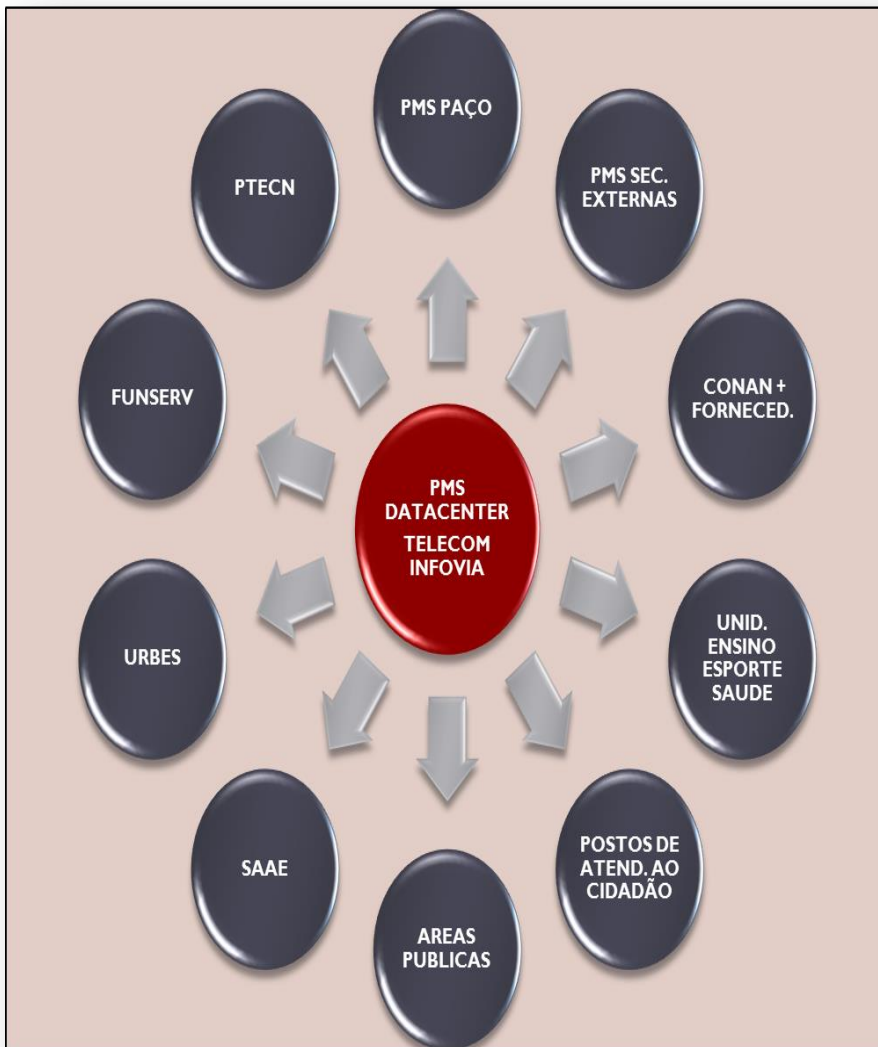 PMS PAÇO
PMS SEC.
EXTERNAS
CONAN +
FORNECED.
UNID.
ENSINO
ESPORTE
SAUDE
POSTOS DE
ATEND. AO
CIDADÃO
AREAS
PUBLICAS
SAAE
URBES
FUNSERV
PTECN
PMS
DATACENTER
TELECOM
INFOVIA